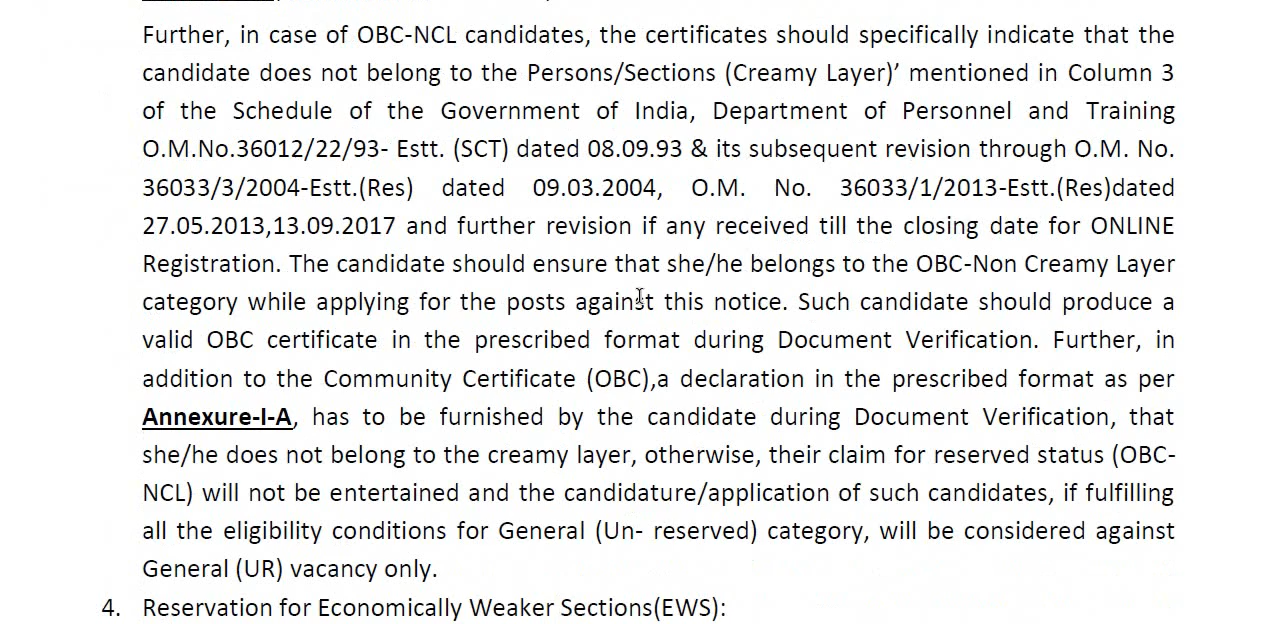 Further, in case of OBC-NCL candidates, the certificates should specifically indicate that the
candidate does not belong to the Persons/Sections (Creamy Layer)’ mentioned in Column 3
of the Schedule of the Government of India, Department of Personnel and Training
O.M.No.36012/22/93- Estt. (SCT) dated 08.09.93 & its subsequent revision through O.M. No.
36033/3/2004-Estt.(Res) dated 09.03.2004, O.M. No. 36033/1/2013-Estt.(Res)dated
27.05.2013,13.09.2017 and further revision if any received till the closing date for ONLINE
Registration. The candidate should ensure that she/he belongs to the OBC-Non Creamy Layer
category while applying for the posts against this notice. Such candidate should produce a
valid OBC certificate in the prescribed format during Document Verification. Further, in
addition to the Community Certificate (OBC),a declaration in the prescribed format as per
Annexure-I-A, has to be furnished by the candidate during Document Verification, that
she/he does not belong to the creamy layer, otherwise, their claim for reserved status (OBC-
NCL) will not be entertained and the candidature/application of such candidates, if fulfilling
all the eligibility conditions for General (Un- reserved) category, will be considered against
General (UR) vacancy only.
4. Reservation for Economically Weaker Sections(EWS):